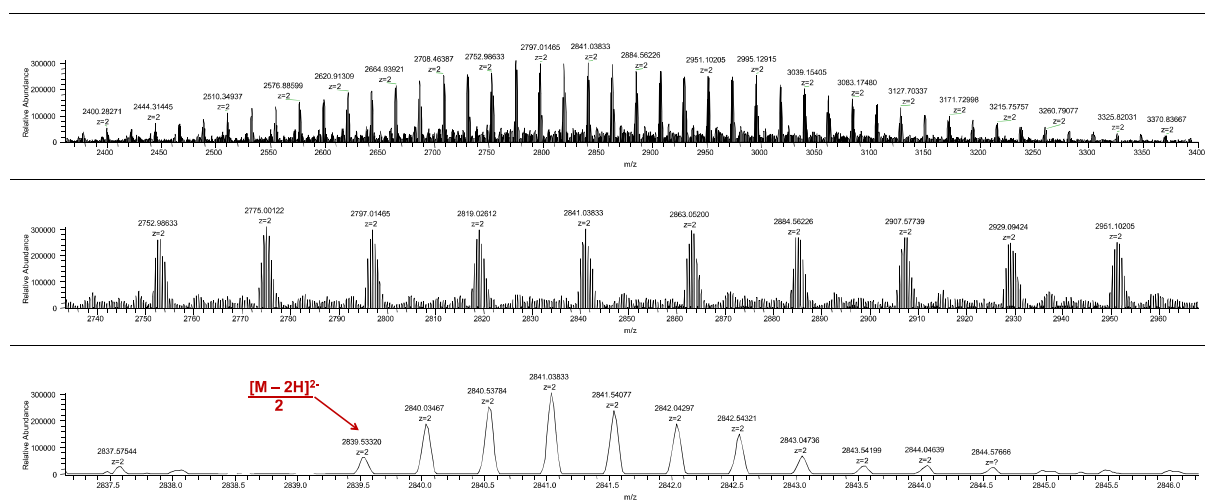 2797.01465
z=2
2841.03833
z=2
2708.46387
z=2
2752.98633
z=2
2884.56226
z=2
2951.10205
z=2
2995.12915
z=2
2664.93921
z=2
2620.91309
z=2
2576.88599
z=2
3039.15405
z=2
3083.17480
z=2
2510.34937
z=2
3127.70337
z=2
2444.31445
z=2
3171.72998
z=2
2400.28271
z=2
3215.75757
z=2
3260.79077
z=2
3325.82031
z=2
3370.83667
z=2
Relative Abundance
300000
200000
100000
0
2400 2450 2500 2550 2600 2650 2700 2750 2800 2850 2900 2950 3000 3050 3100 3150 3200 3250 3300 3350 3400
m/z
2752.98633
z=2
2775.00122
z=2
2797.01465
z=2
2819.02612
z=2
2841.03833
z=2
2863.05200
z=2
2884.56226
z=2
2907.57739
z=2
2929.09424
z=2
2951.10205
z=2
Relative Abundance
300000
200000
100000
0
2740 2750 2760 2770 2780 2790 2800 2810 2820 2830 2840 2850 2860 2870 2880 2890 2900 2910 2920 2930 2940 2950 2960
m/z
[M – 2H]2-
2
2841.03833
z=2
2840.53784
z=2
2841.54077
z=2
2840.03467
z=2
2842.04297
z=2
2842.54321
z=2
2839.53320
z=2
2843.04736
z=2
2837.57544
z=2
2843.54199
z=2
2844.04639
z=2
2844.57666
z=?
Relative Abundance
300000
200000
100000
0
2837.5 2838.0 2838.5 2839.0 2839.5 2840.0 2840.5 2841.0 2841.5 2842.0 2842.5 2843.0 2843.5 2844.0 2844.5 2845.0 2845.5 2846.0
m/z